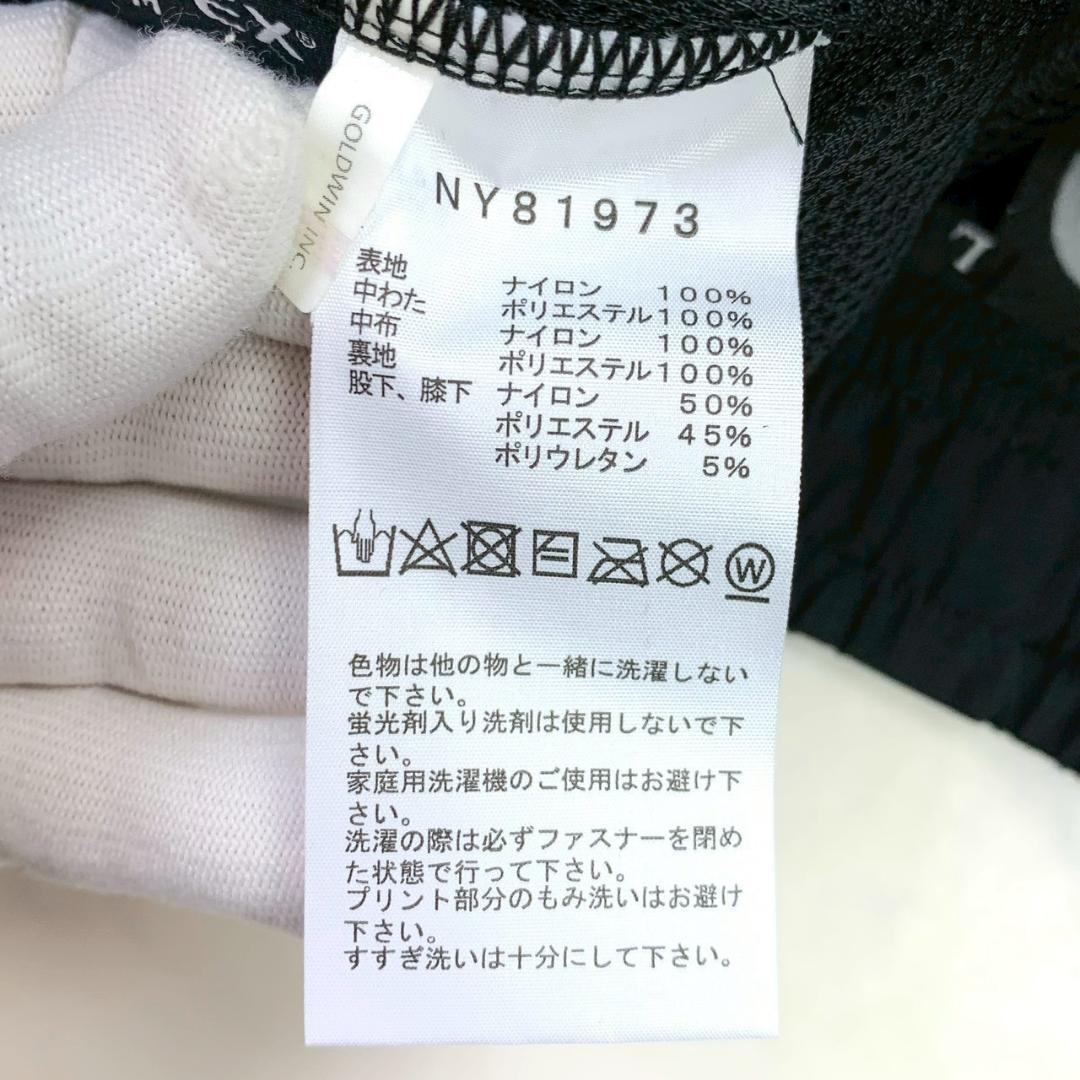 EX®
GOLDWIN INC.
NY81973
表地 ナイロン 100%
中わた ポリエステル 100%
中布 ナイロン 100%
裏地 ポリエステル 100%
股下、膝下 ナイロン 50%
ポリエステル 45%
ポリウレタン 5%
W
色物は他の物と一緒に洗濯しない
で下さい。
蛍光剤入り洗剤は使用しないで下
さい。
家庭用洗濯機のご使用はお避け下
さい。
洗濯の際は必ずファスナーを閉め
た状態で行って下さい。
プリント部分のもみ洗いはお避け
下さい。
すすぎ洗いは十分にして下さい。
L